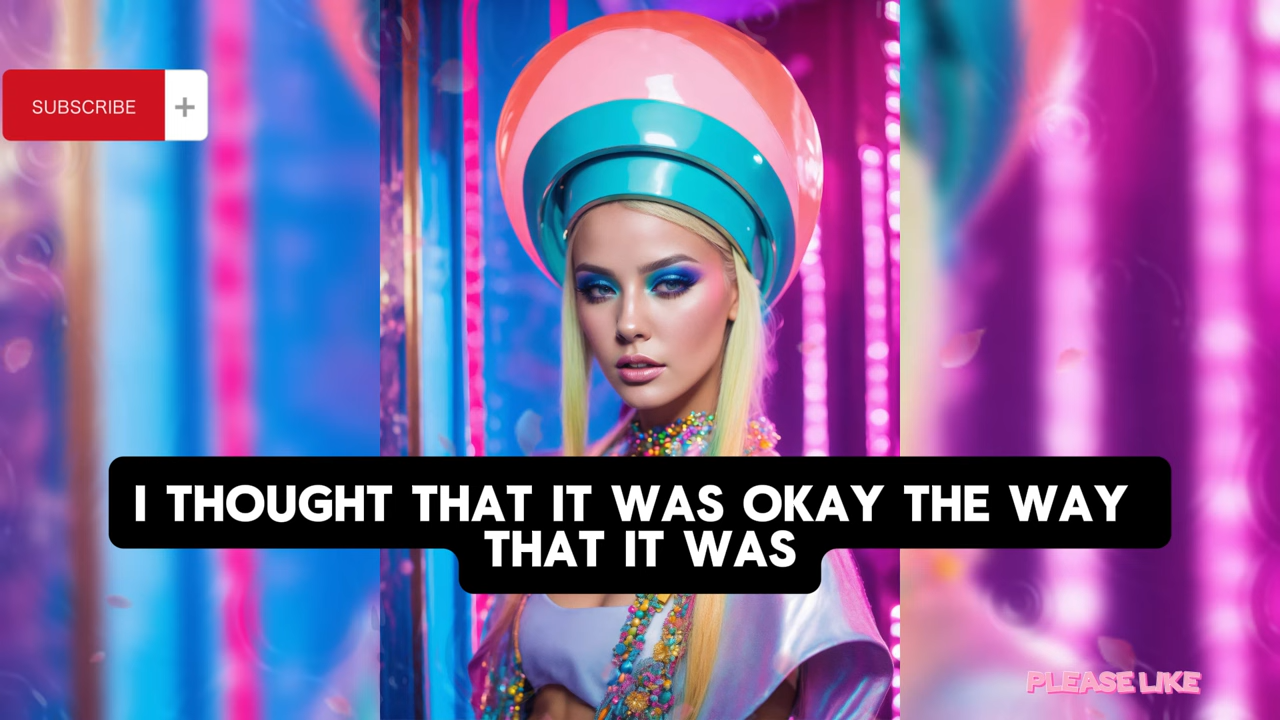 SUBSCRIBE +
I THOUGHT THAT IT WAS OKAY THE WAY
THAT IT WAS
PLEASE LIKE